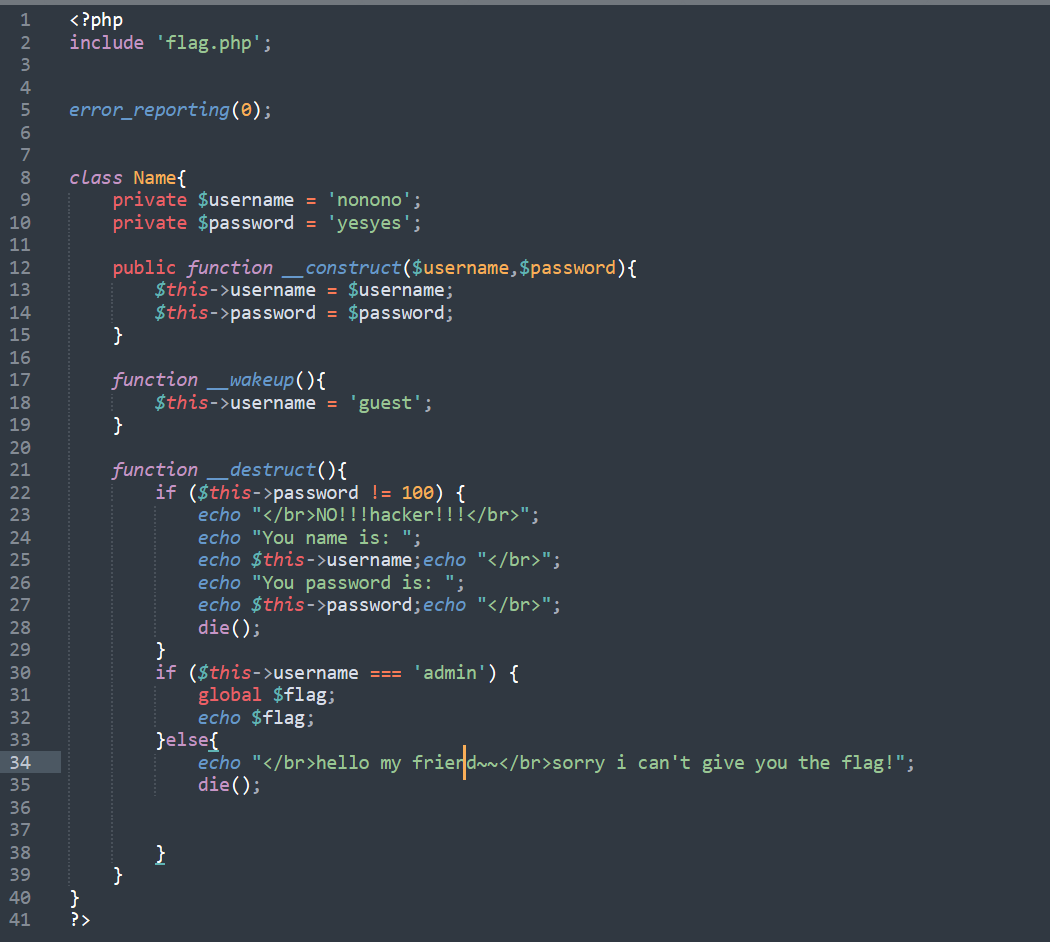 1 <?php
2 include 'flag.php';
3
4
5 error_reporting(0);
6
7
8 class Name{
9     private $username = 'nonono';
10     private $password = 'yesyes';
11
12     public function __construct($username,$password){
13         $this->username = $username;
14         $this->password = $password;
15     }
16
17     function __wakeup(){
18         $this->username = 'guest';
19     }
20
21     function __destruct(){
22         if ($this->password != 100) {
23             echo "</br>NO!!!hacker!!!</br>";
24             echo "You name is: ";
25             echo $this->username;echo "</br>";
26             echo "You password is: ";
27             echo $this->password;echo "</br>";
28             die();
29         }
30         if ($this->username === 'admin') {
31             global $flag;
32             echo $flag;
33         }else{
34             echo "</br>hello my friend~~</br>sorry i can't give you the flag!";
35             die();
36
37
38         }
39     }
40 }
41 ?>